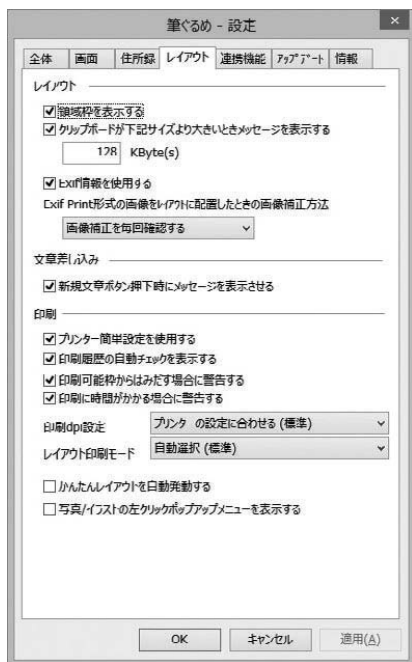 筆ぐるめ - 設定
×
全体 画面 住所録 レイアウト 連携機能 アップデート 情報
レイアウト
領域枠を表示する
クリップボードが下記サイズより大きいときメッセージを表示する
128 KByte(s)
Exif情報を使用する
Exif Print形式の画像をレイアウトに配置したときの画像補正方法
画像補正を毎回確認する
文章差し込み
新規文章ボタン押下時にメッセージを表示させる
印刷
プリンター簡単設定を使用する
印刷履歴の自動チェックを表示する
印刷可能枠からはみだす場合に警告する
印刷に時間がかかる場合に警告する
印刷dpi設定 プリンタ の設定に合わせる (標準)
レイアウト印刷モード 自動選択 (標準)
かんたんレイアウトを自動発動する
写真/イラストの左クリックポップアップメニューを表示する
OK キャンセル 適用(A)